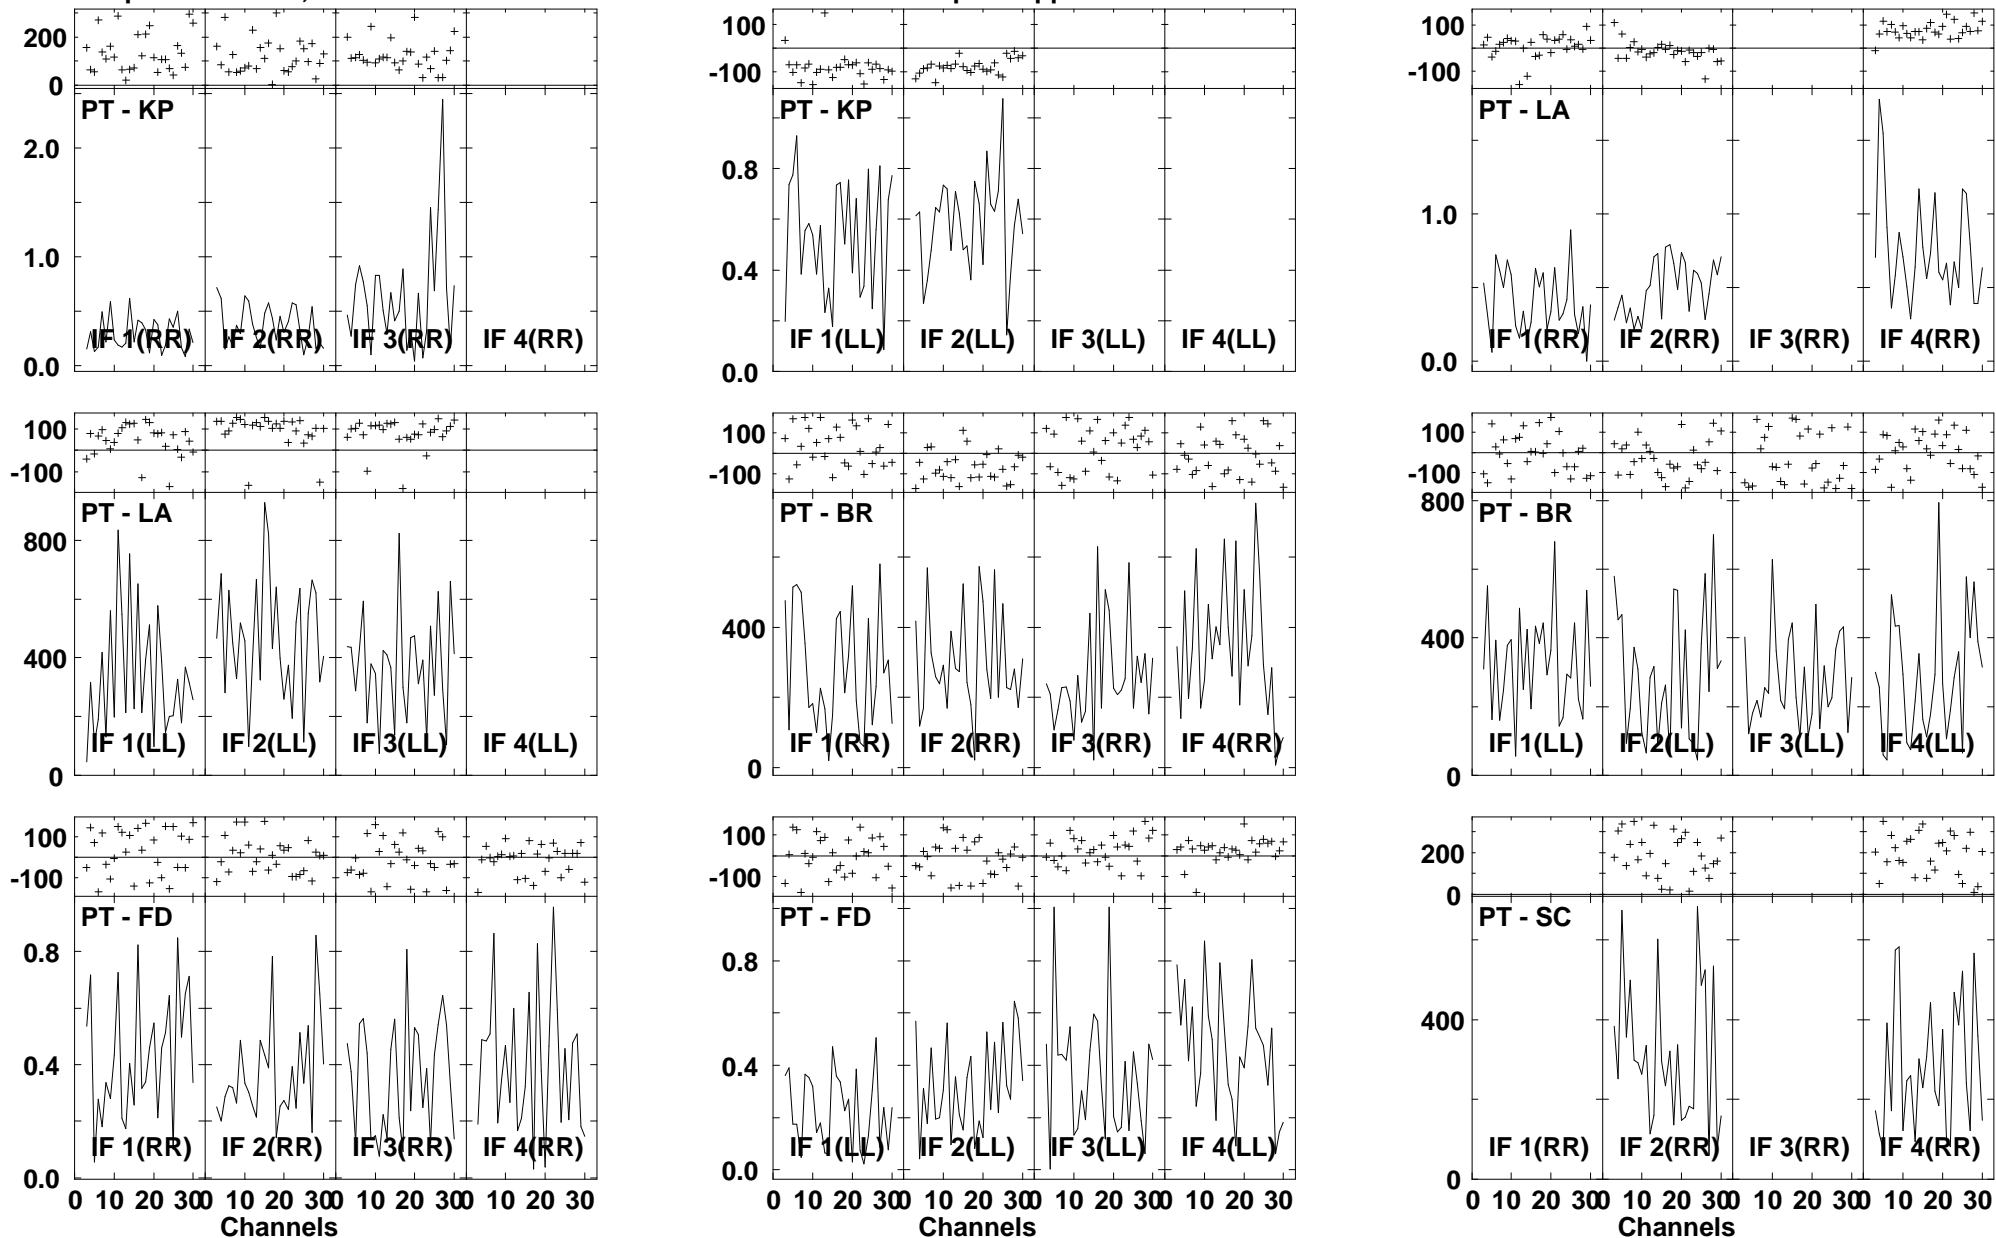 200
0
100
-100
100
-100
PT - KP
2.0
1.0
0.0
IF 1(RR)
IF 2(RR)
IF 3(RR)
IF 4(RR)
PT - KP
0.8
0.4
0.0
IF 1(LL)
IF 2(LL)
IF 3(LL)
IF 4(LL)
PT - LA
1.0
0.0
IF 1(RR)
IF 2(RR)
IF 3(RR)
IF 4(RR)
100
-100
100
-100
100
-100
PT - LA
800
400
0
IF 1(LL)
IF 2(LL)
IF 3(LL)
IF 4(LL)
PT - BR
400
0
IF 1(RR)
IF 2(RR)
IF 3(RR)
IF 4(RR)
PT - BR
800
400
0
IF 1(LL)
IF 2(LL)
IF 3(LL)
IF 4(LL)
100
-100
100
-100
200
0
PT - FD
0.8
0.4
0.0
IF 1(RR)
IF 2(RR)
IF 3(RR)
IF 4(RR)
0 10 20 30 0 10 20 30 0 10 20 30 0 10 20 30
Channels
PT - FD
0.8
0.4
0.0
IF 1(LL)
IF 2(LL)
IF 3(LL)
IF 4(LL)
0 10 20 30 0 10 20 30 0 10 20 30 0 10 20 30
Channels
PT - SC
400
0
IF 1(RR)
IF 2(RR)
IF 3(RR)
IF 4(RR)
0 10 20 30 0 10 20 30 0 10 20 30 0 10 20 30
Channels